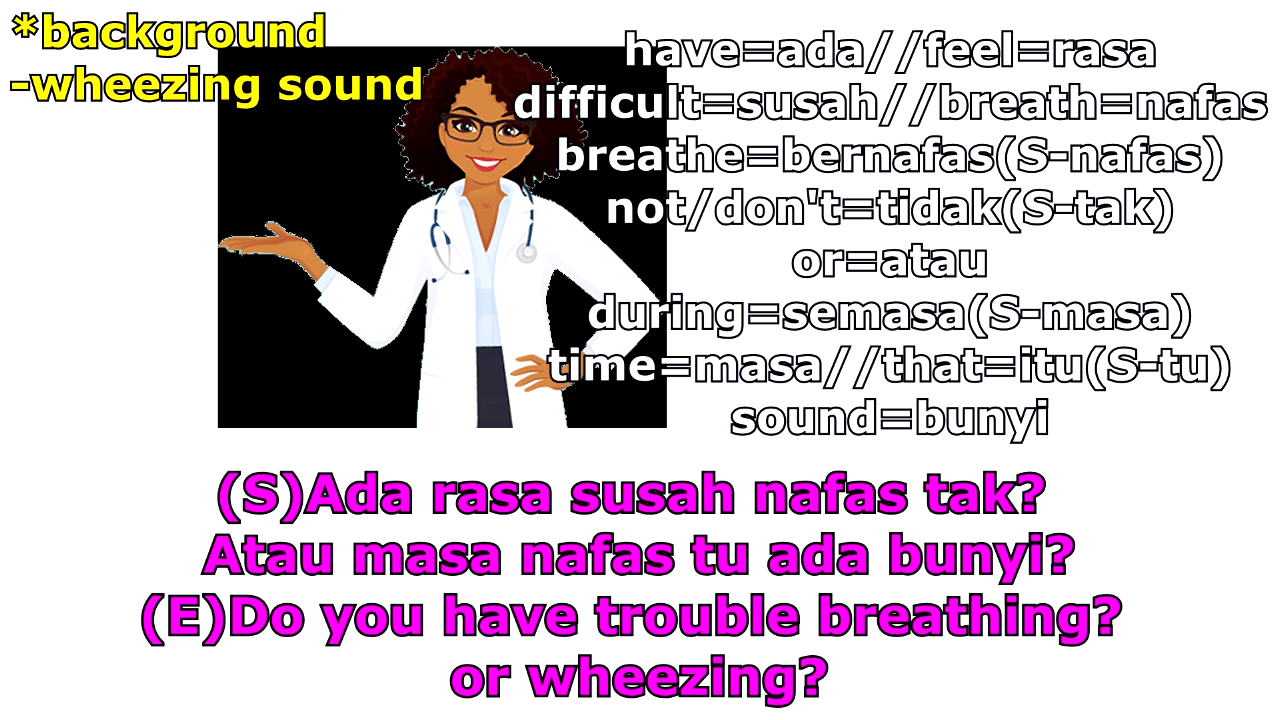 *background
-wheezing sound
have=ada//feel=rasa
difficult=susah//breath=nafas
breathe=bernafas(S-nafas)
not/don't=tidak(S-tak)
or=atau
during=semasa(S-masa)
time=masa//that=itu(S-tu)
sound=bunyi
(S)Ada rasa susah nafas tak?
Atau masa nafas tu ada bunyi?
(E)Do you have trouble breathing?
or wheezing?